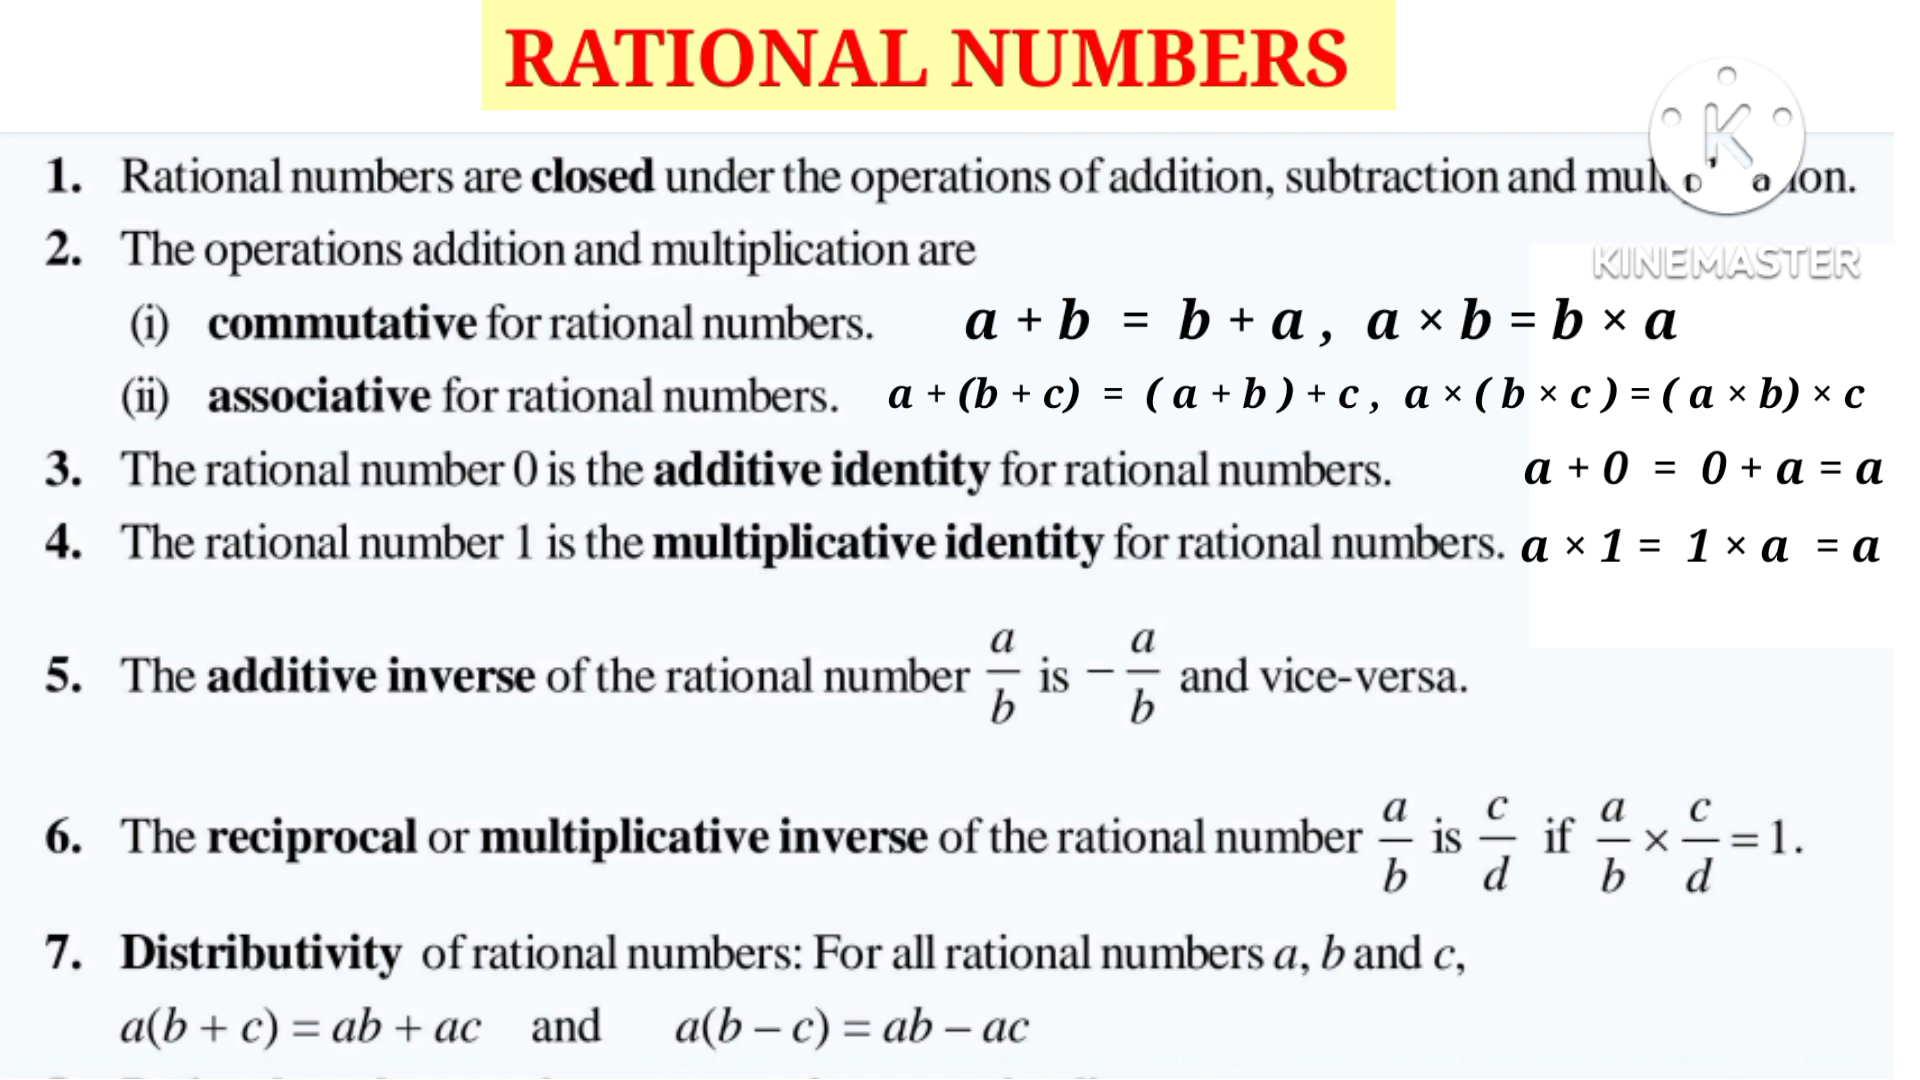 RATIONAL NUMBERS
1. Rational numbers are closed under the operations of addition, subtraction and
KINEMASTER
2. The operations addition and multiplication are
(i) commutative for rational numbers. a + b = b + a , a × b = b × a
(ii) associative for rational numbers. a + (b + c) = ( a + b ) + c , a × ( b × c ) = ( a × b) × c
3. The rational number 0 is the additive identity for rational numbers. a + 0 = 0 + a = a
4. The rational number 1 is the multiplicative identity for rational numbers. a × 1 = 1 × a = a
5. The additive inverse of the rational number a/b is – a/b and vice-versa.
6. The reciprocal or multiplicative inverse of the rational number a/b is c/d if a/b × c/d = 1.
7. Distributivity of rational numbers: For all rational numbers a, b and c,
a(b + c) = ab + ac and a(b – c) = ab – ac